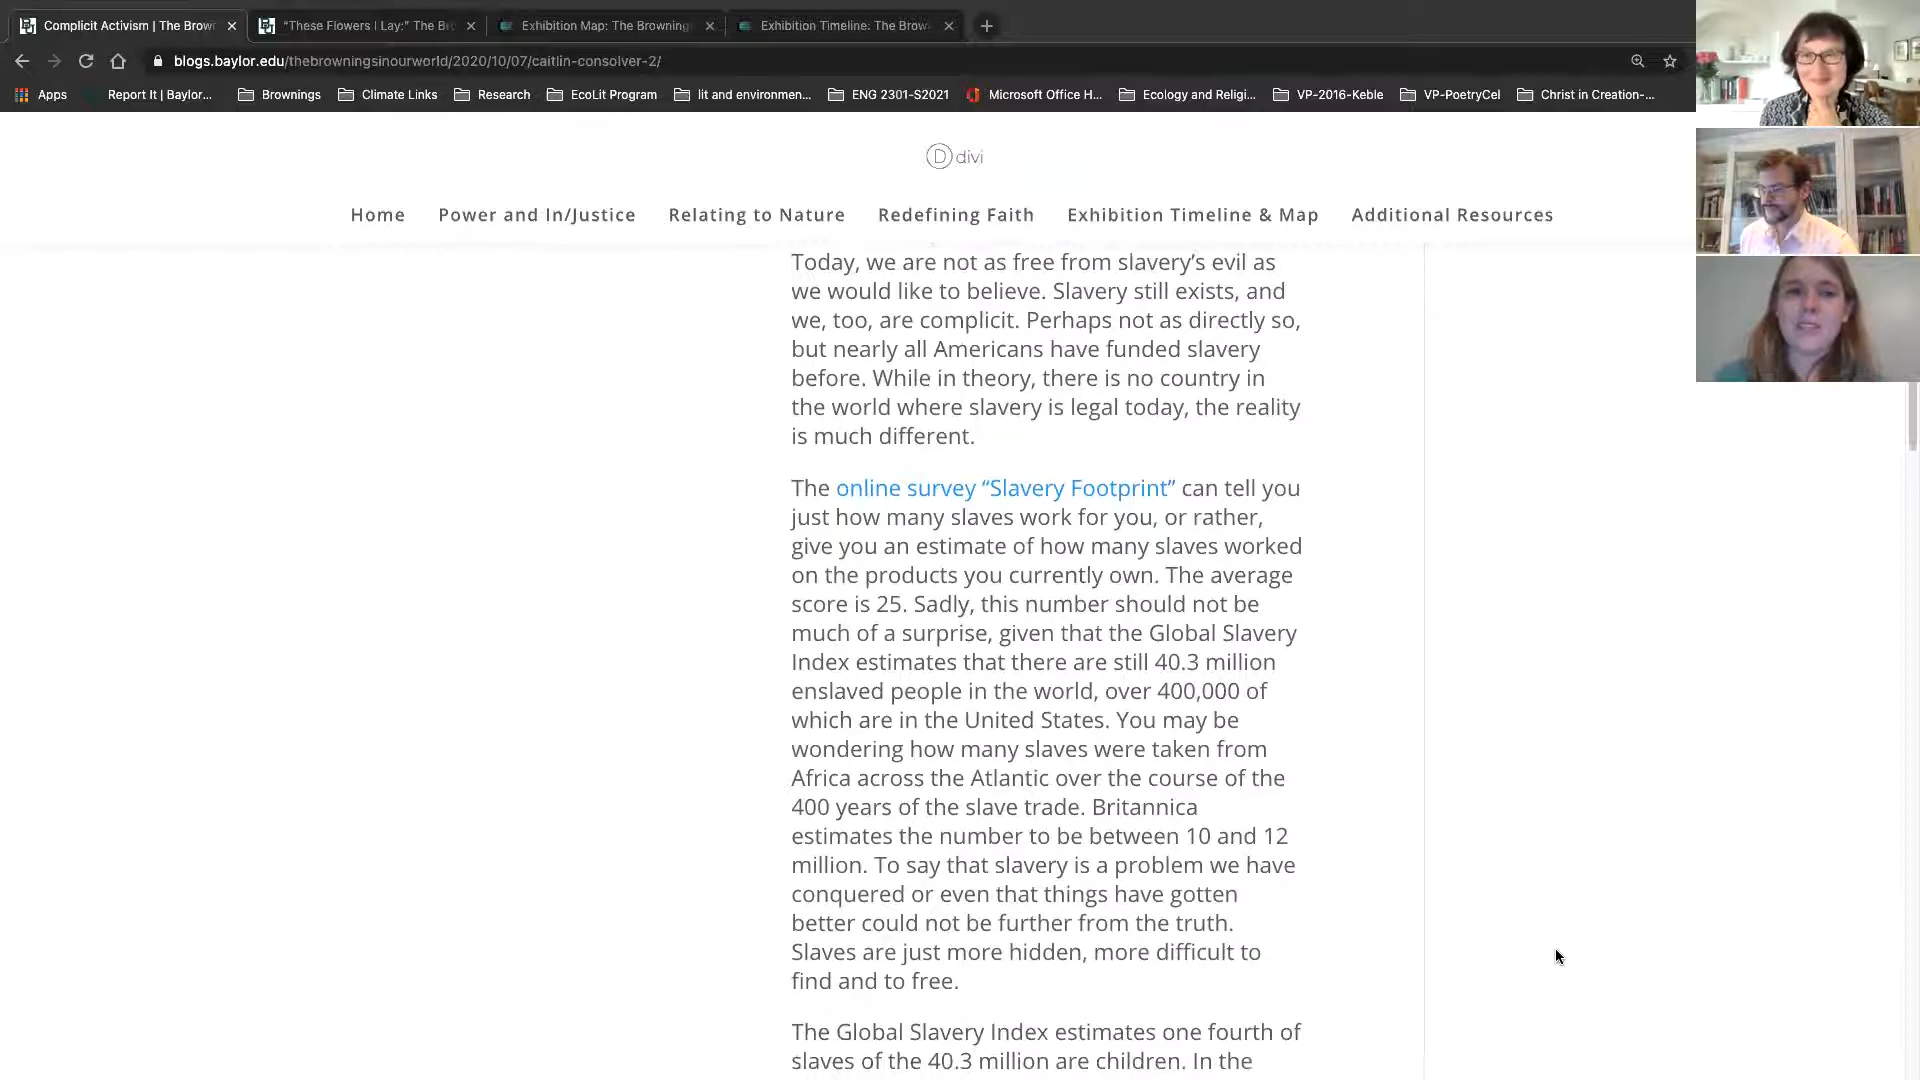 Complicit Activism | The Brow
"These Flowers I Lay:" The Br
Exhibition Map: The Browning
Exhibition Timeline: The Brow
blogs.baylor.edu/thebrowningsinourworld/2020/10/07/caitlin-consolver-2/
Apps
Report It | Baylor...
Brownings
Climate Links
Research
EcoLit Program
lit and environmen...
ENG 2301-S2021
Microsoft Office H...
Ecology and Religi...
VP-2016-Keble
VP-PoetryCel
Christ in Creation-...
D divi
Home
Power and In/Justice
Relating to Nature
Redefining Faith
Exhibition Timeline & Map
Additional Resources
Today, we are not as free from slavery’s evil as
we would like to believe. Slavery still exists, and
we, too, are complicit. Perhaps not as directly so,
but nearly all Americans have funded slavery
before. While in theory, there is no country in
the world where slavery is legal today, the reality
is much different.
The online survey “Slavery Footprint” can tell you
just how many slaves work for you, or rather,
give you an estimate of how many slaves worked
on the products you currently own. The average
score is 25. Sadly, this number should not be
much of a surprise, given that the Global Slavery
Index estimates that there are still 40.3 million
enslaved people in the world, over 400,000 of
which are in the United States. You may be
wondering how many slaves were taken from
Africa across the Atlantic over the course of the
400 years of the slave trade. Britannica
estimates the number to be between 10 and 12
million. To say that slavery is a problem we have
conquered or even that things have gotten
better could not be further from the truth.
Slaves are just more hidden, more difficult to
find and to free.
The Global Slavery Index estimates one fourth of
slaves of the 40.3 million are children. In the